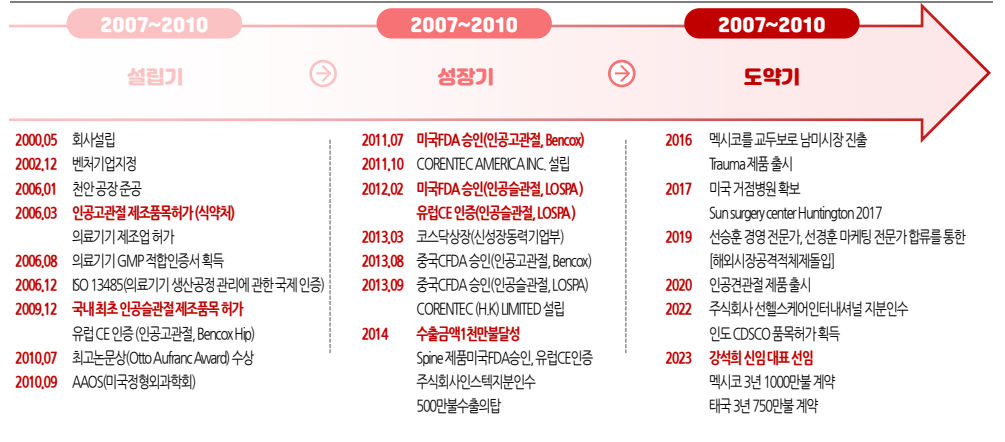 2007~2010
설립기
2000.05 회사설립
2002.12 벤처기업지정
2006.01 천안 공장 준공
2006.03 인공고관절 제조품목허가 (식약처)
의료기기 제조업 허가
2006.08 의료기기 GMP 적합인증서 획득
2006.12 ISO 13485(의료기기 생산공정 관리에 관한 국제 인증)
2009.12 국내 최초 인공슬관절 제조품목 허가
유럽 CE 인증 (인공고관절, Bencox Hip)
2010.07 최고논문상(Otto Aufranc Award) 수상
2010.09 AAOS(미국정형외과학회)
2007~2010
성장기
2011.07 미국FDA 승인(인공고관절, Bencox)
2011.10 CORENTEC AMERICA INC. 설립
2012.02 미국FDA 승인(인공슬관절, LOSPA )
유럽CE 인증(인공슬관절, LOSPA )
2013.03 코스닥상장(신성장동력기업부)
2013.08 중국CFDA 승인(인공고관절, Bencox)
2013.09 중국CFDA 승인(인공슬관절, LOSPA)
CORENTEC (H.K) LIMITED 설립
2014 수출금액1천만불달성
Spine 제품미국FDA승인, 유럽CE인증
주식회사인스텍지분인수
500만불수출의탑
2007~2010
도약기
2016 멕시코를 교두보로 남미시장 진출
Trauma 제품 출시
2017 미국 거점병원 확보
Sun surgery center Huntington 2017
2019 선승훈 경영 전문가, 선경훈 마케팅 전문가 합류를 통한
[해외시장공격적체제돌입]
2020 인공견관절 제품 출시
2022 주식회사 선헬스케어인터내셔널 지분인수
인도 CDSCO 품목허가 획득
2023 강석희 신임 대표 선임
멕시코 3년 1000만불 계약
태국 3년 750만불 계약